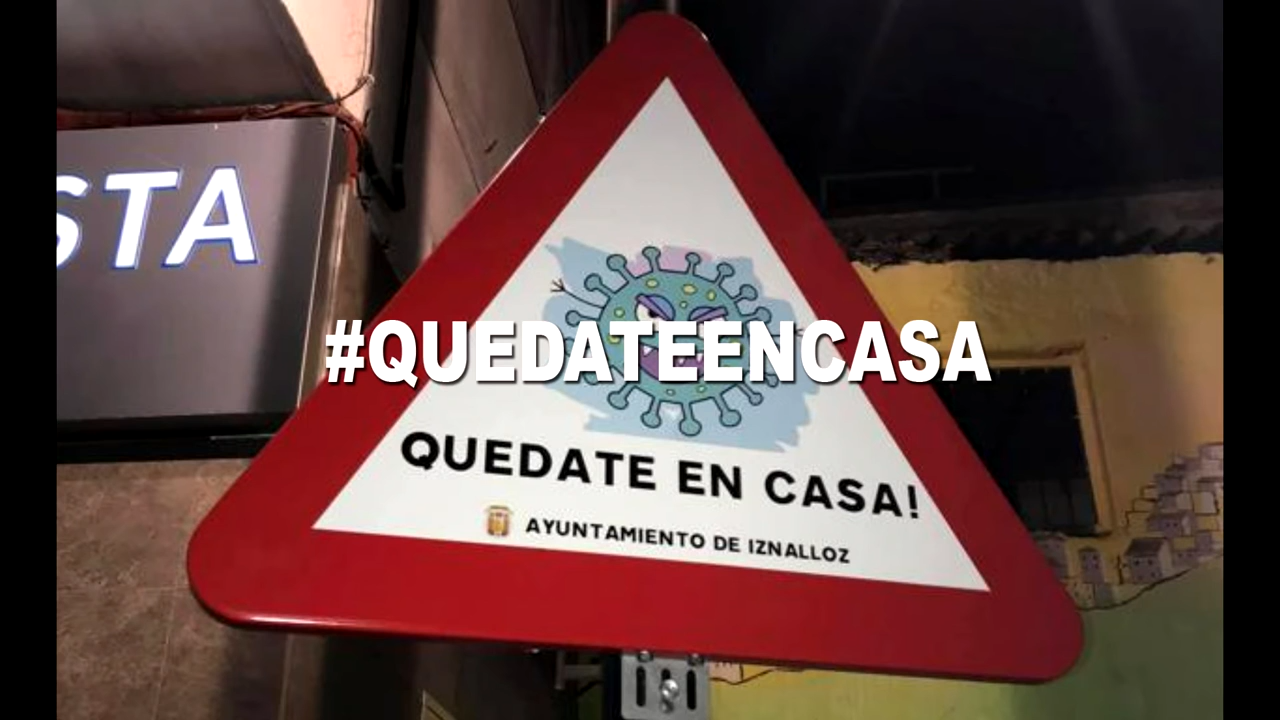 STA
#QUEDATEENCASA
QUEDATE EN CASA!
AYUNTAMIENTO DE IZNALLOZ